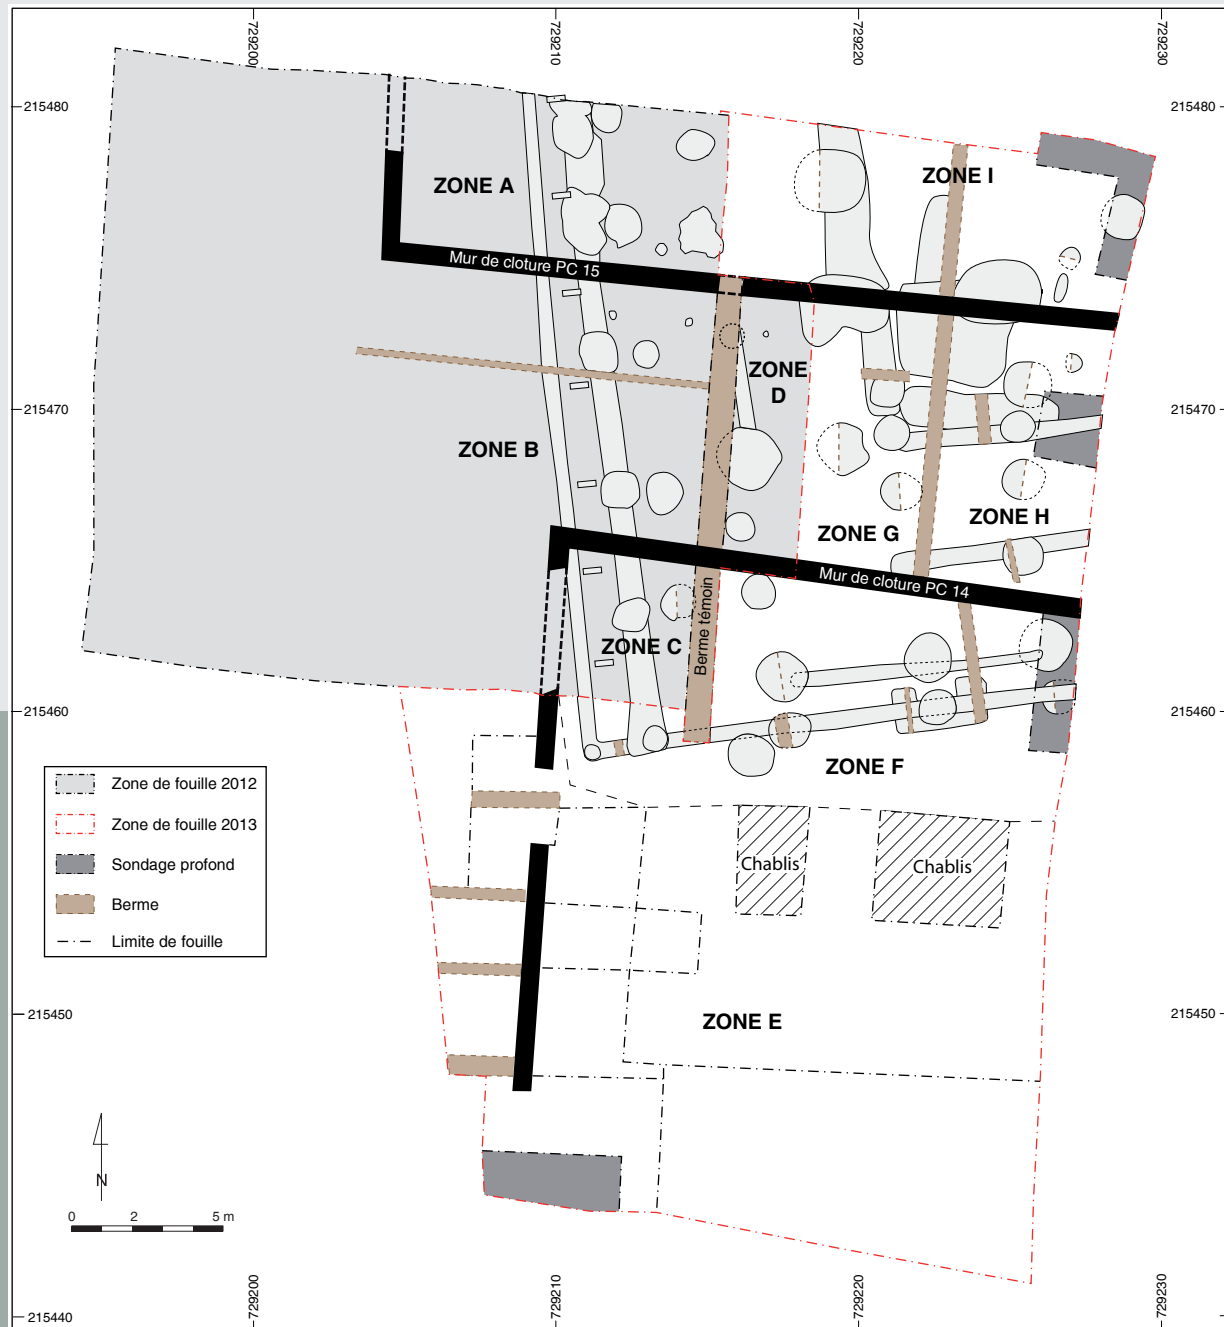 729200
729210
729220
729230
215480
215480
ZONE A
ZONE I
Mur de cloture PC 15
ZONE
D
215470
215470
ZONE B
ZONE G
ZONE H
Mur de cloture PC 14
Berme témoin
ZONE C
215460
215460
ZONE F
Zone de fouille 2012
Zone de fouille 2013
Sondage profond
Berme
Limite de fouille
Chablis
Chablis
215450
215450
ZONE E
N
0 2 5 m
729200
729210
729220
729230
215440